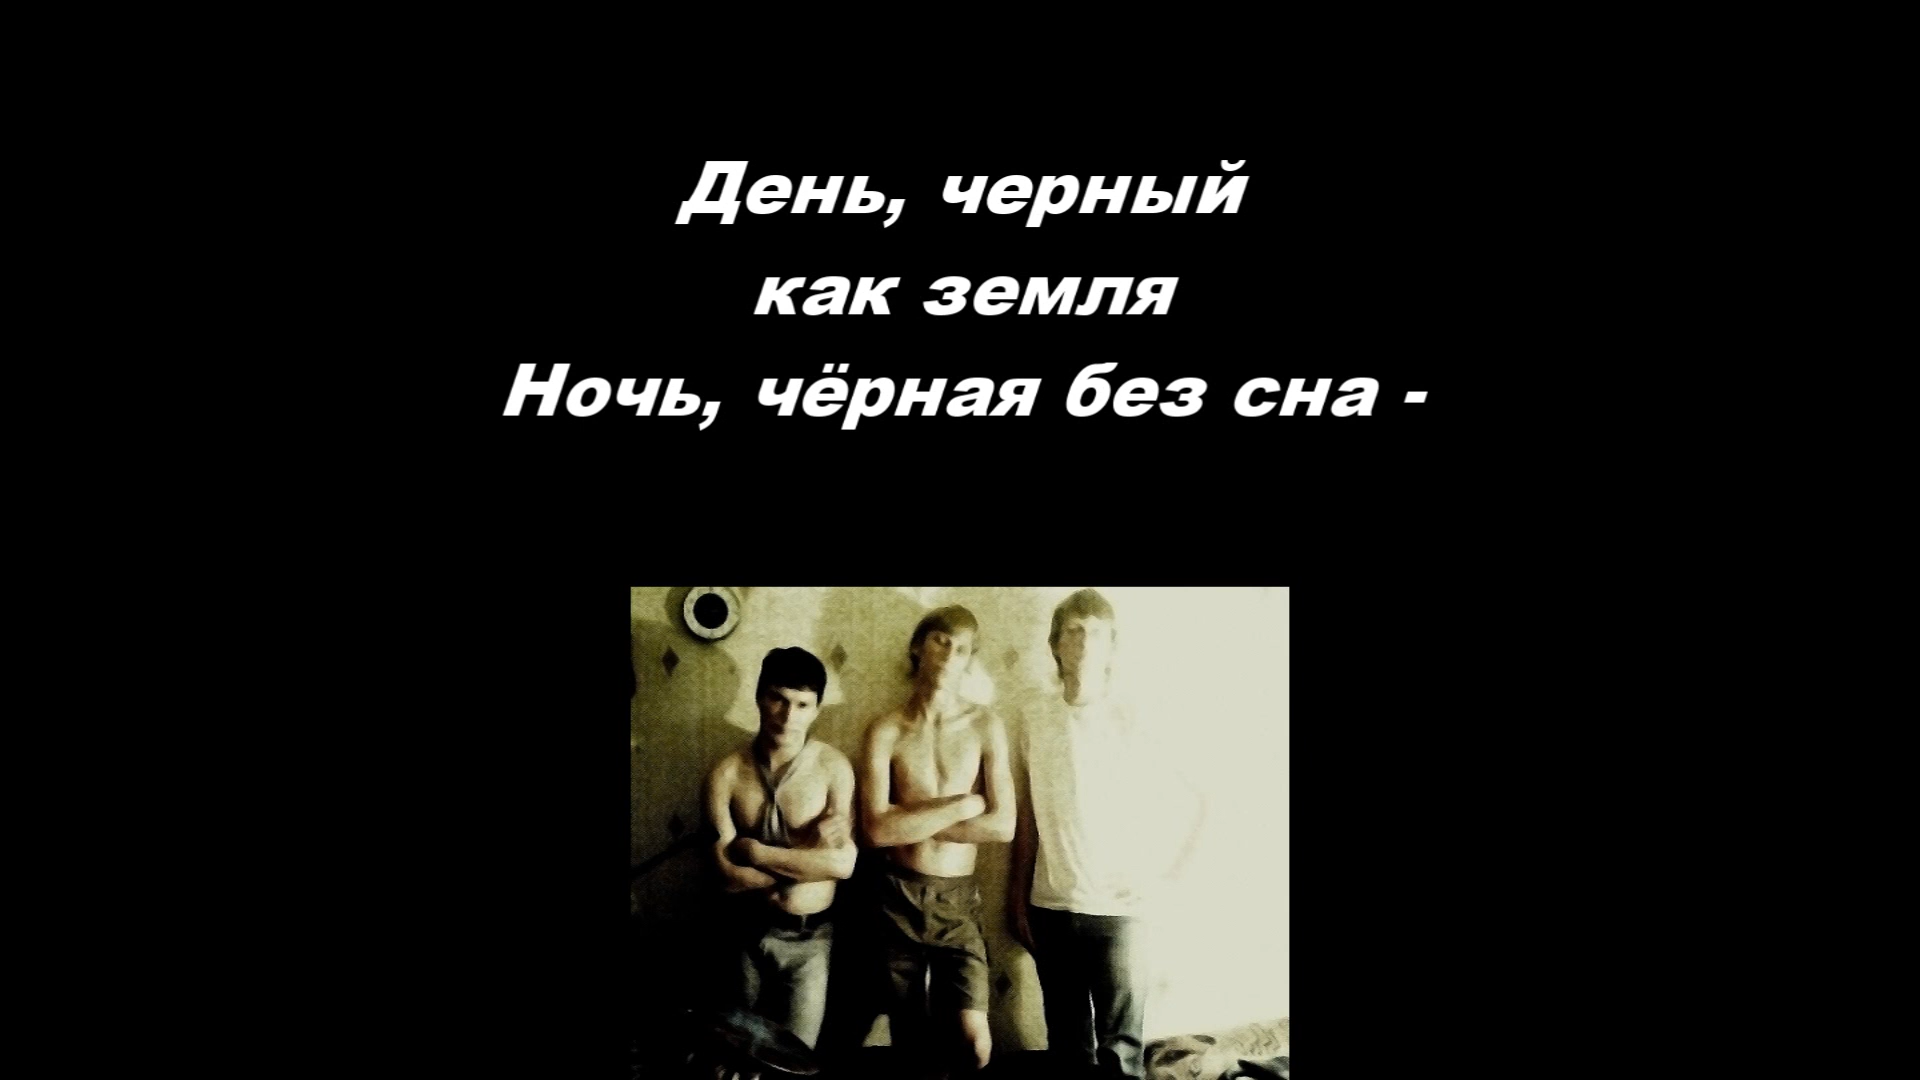 День, черный
как земля
Ночь, чёрная без сна -